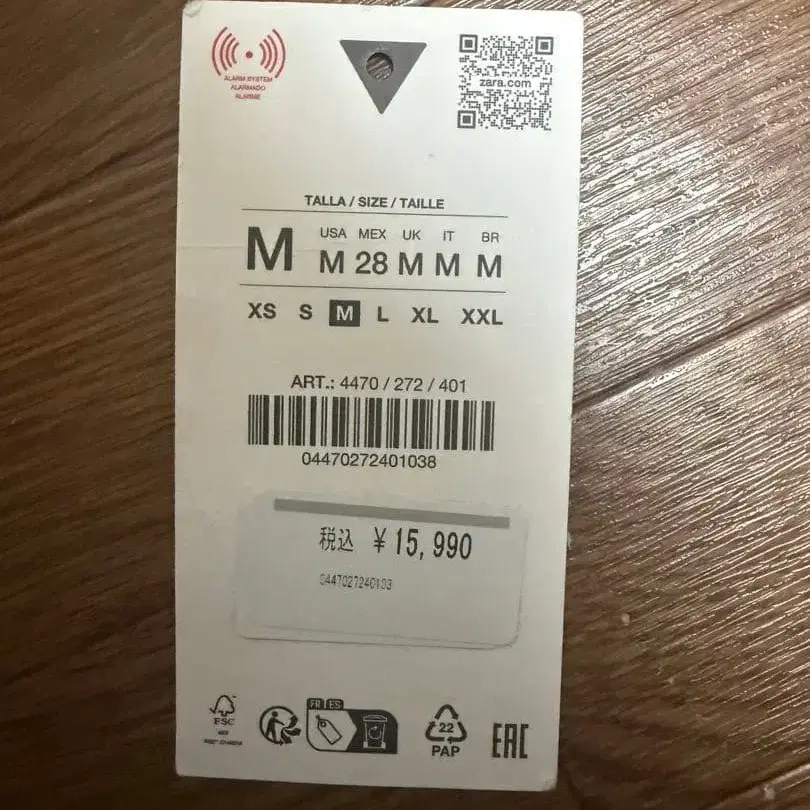 ALARM SYSTEM
ALARMADO
ALARME
zara.com
TALLA / SIZE / TAILLE
M
USA MEX UK IT BR
M 28 M M M
XS S M L XL XXL
ART.: 4470 / 272 / 401
04470272401038
税込 ¥15,990
0447027240103
FR ES
FSC
22
PAP
EAC